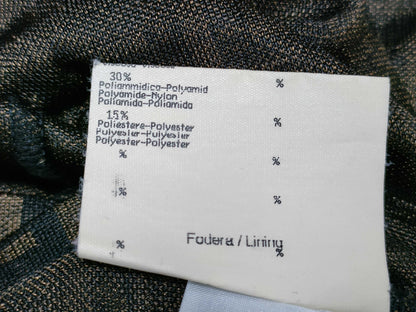 30%
Poliammidica-Polyamid %
Polyamide-Nylon
Poliamida-Poliamida
15%
Poliestere-Polyester %
Polyester-Polyester
Polyester-Polyester
% %
% %
Fodera / Lining
% %